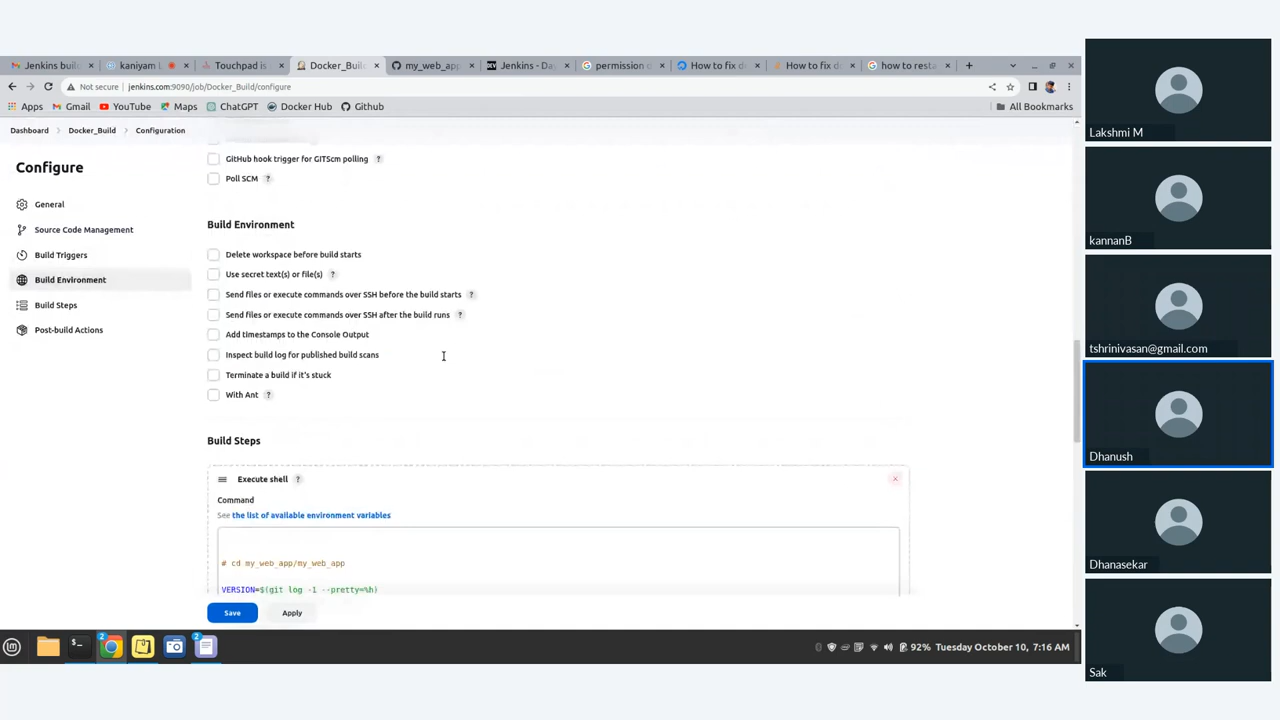 Jenkins buil
kaniyam L
Touchpad is
Docker_Buil
my_web_app
Jenkins - Da
permission o
How to fix d
How to fix d
how to resta
Not secure
jenkins.com:9090/job/Docker_Build/configure
Apps
Gmail
YouTube
Maps
ChatGPT
Docker Hub
Github
All Bookmarks
Dashboard
Docker_Build
Configuration
Configure
General
Source Code Management
Build Triggers
Build Environment
Build Steps
Post-build Actions
GitHub hook trigger for GITScm polling ?
Poll SCM ?
Build Environment
Delete workspace before build starts
Use secret text(s) or file(s) ?
Send files or execute commands over SSH before the build starts ?
Send files or execute commands over SSH after the build runs ?
Add timestamps to the Console Output
Inspect build log for published build scans
Terminate a build if it's stuck
With Ant ?
Build Steps
Execute shell ?
Command
See the list of available environment variables
# cd my_web_app/my_web_app
VERSION=$(git log -1 --pretty=%h)
Save
Apply
2
2
92% Tuesday October 10, 7:16 AM
Lakshmi M
kannanB
tshrinivasan@gmail.com
Dhanush
Dhanasekar
Sak